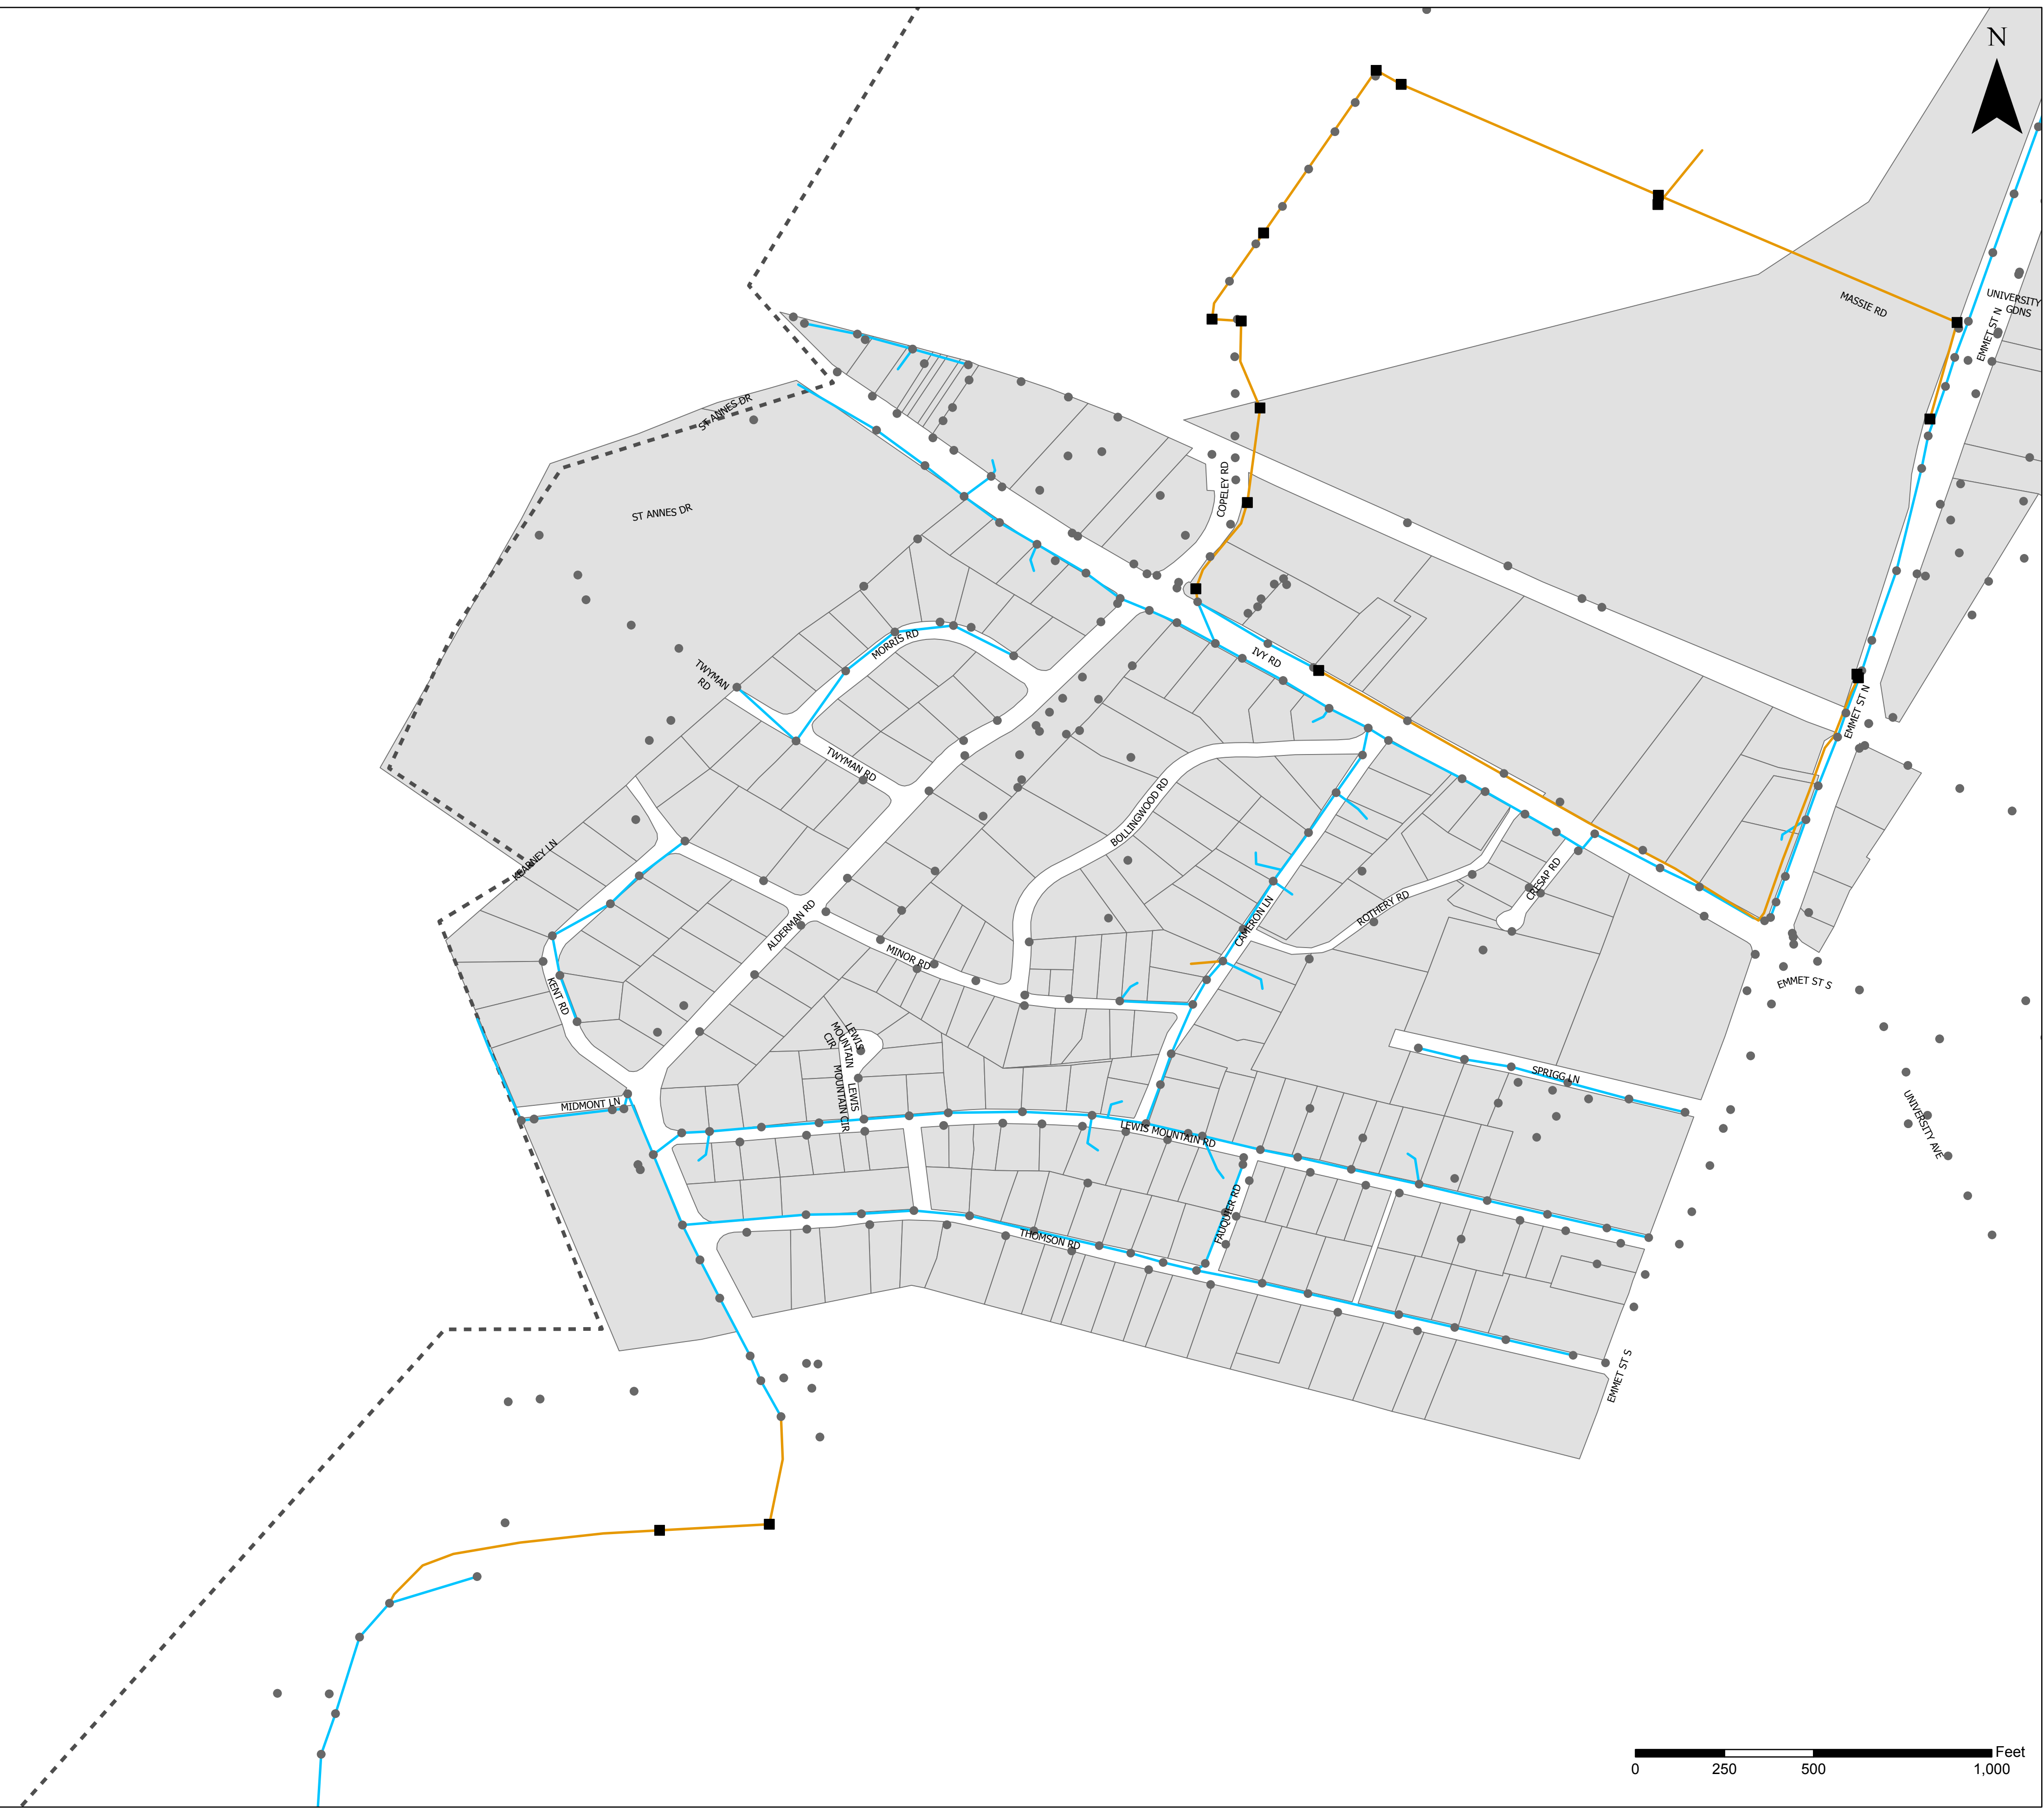 N
UNIVERSITY
GDNS
MASSIE RD
EMMET ST N
ST ANNES DR
COPELEY RD
ST ANNES DR
MORRIS RD
IVY RD
TWYMAN
RD
EMMET ST N
TWYMAN RD
BOLLINGWOOD RD
KEARNEY LN
CRESAP RD
ROTHERY RD
ALDERMAN RD
CAMERON LN
MINOR RD
EMMET ST S
KENT RD
LEWIS
MOUNTAIN
CIR
SPRIGG LN
MIDMONT LN
LEWIS
MOUNTAIN CIR
LEWIS MOUNTAIN RD
UNIVERSITY AVE
FAUQUIER RD
THOMSON RD
EMMET ST S
Feet
0 250 500 1,000